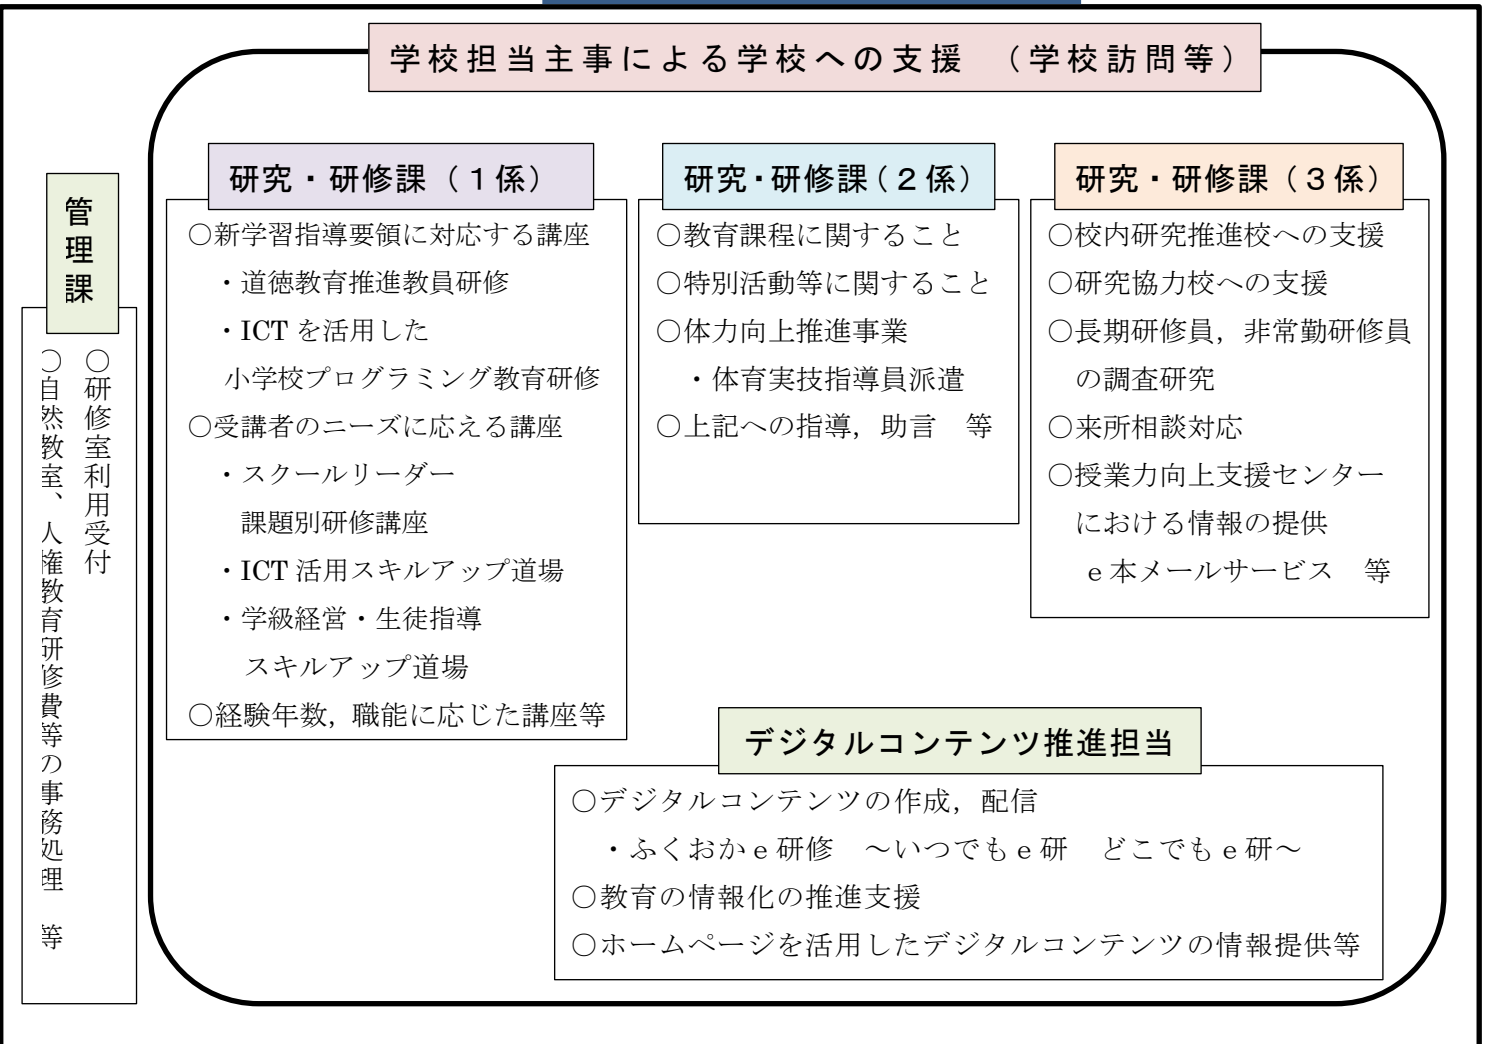 学校担当主事による学校への支援　（学校訪問等）
管理課
○研修室利用受付
○自然教室、人権教育研修費等の事務処理　等
研究・研修課（１係）
○新学習指導要領に対応する講座
・道徳教育推進教員研修
・ICT を活用した
小学校プログラミング教育研修
○受講者のニーズに応える講座
・スクールリーダー
課題別研修講座
・ICT 活用スキルアップ道場
・学級経営・生徒指導
スキルアップ道場
○経験年数，職能に応じた講座等
研究・研修課（２係）
○教育課程に関すること
○特別活動等に関すること
○体力向上推進事業
・体育実技指導員派遣
○上記への指導，助言　等
研究・研修課（３係）
○校内研究推進校への支援
○研究協力校への支援
○長期研修員，非常勤研修員
の調査研究
○来所相談対応
○授業力向上支援センター
における情報の提供
ｅ本メールサービス　等
デジタルコンテンツ推進担当
○デジタルコンテンツの作成，配信
・ふくおかｅ研修　～いつでもｅ研　どこでもｅ研～
○教育の情報化の推進支援
○ホームページを活用したデジタルコンテンツの情報提供等